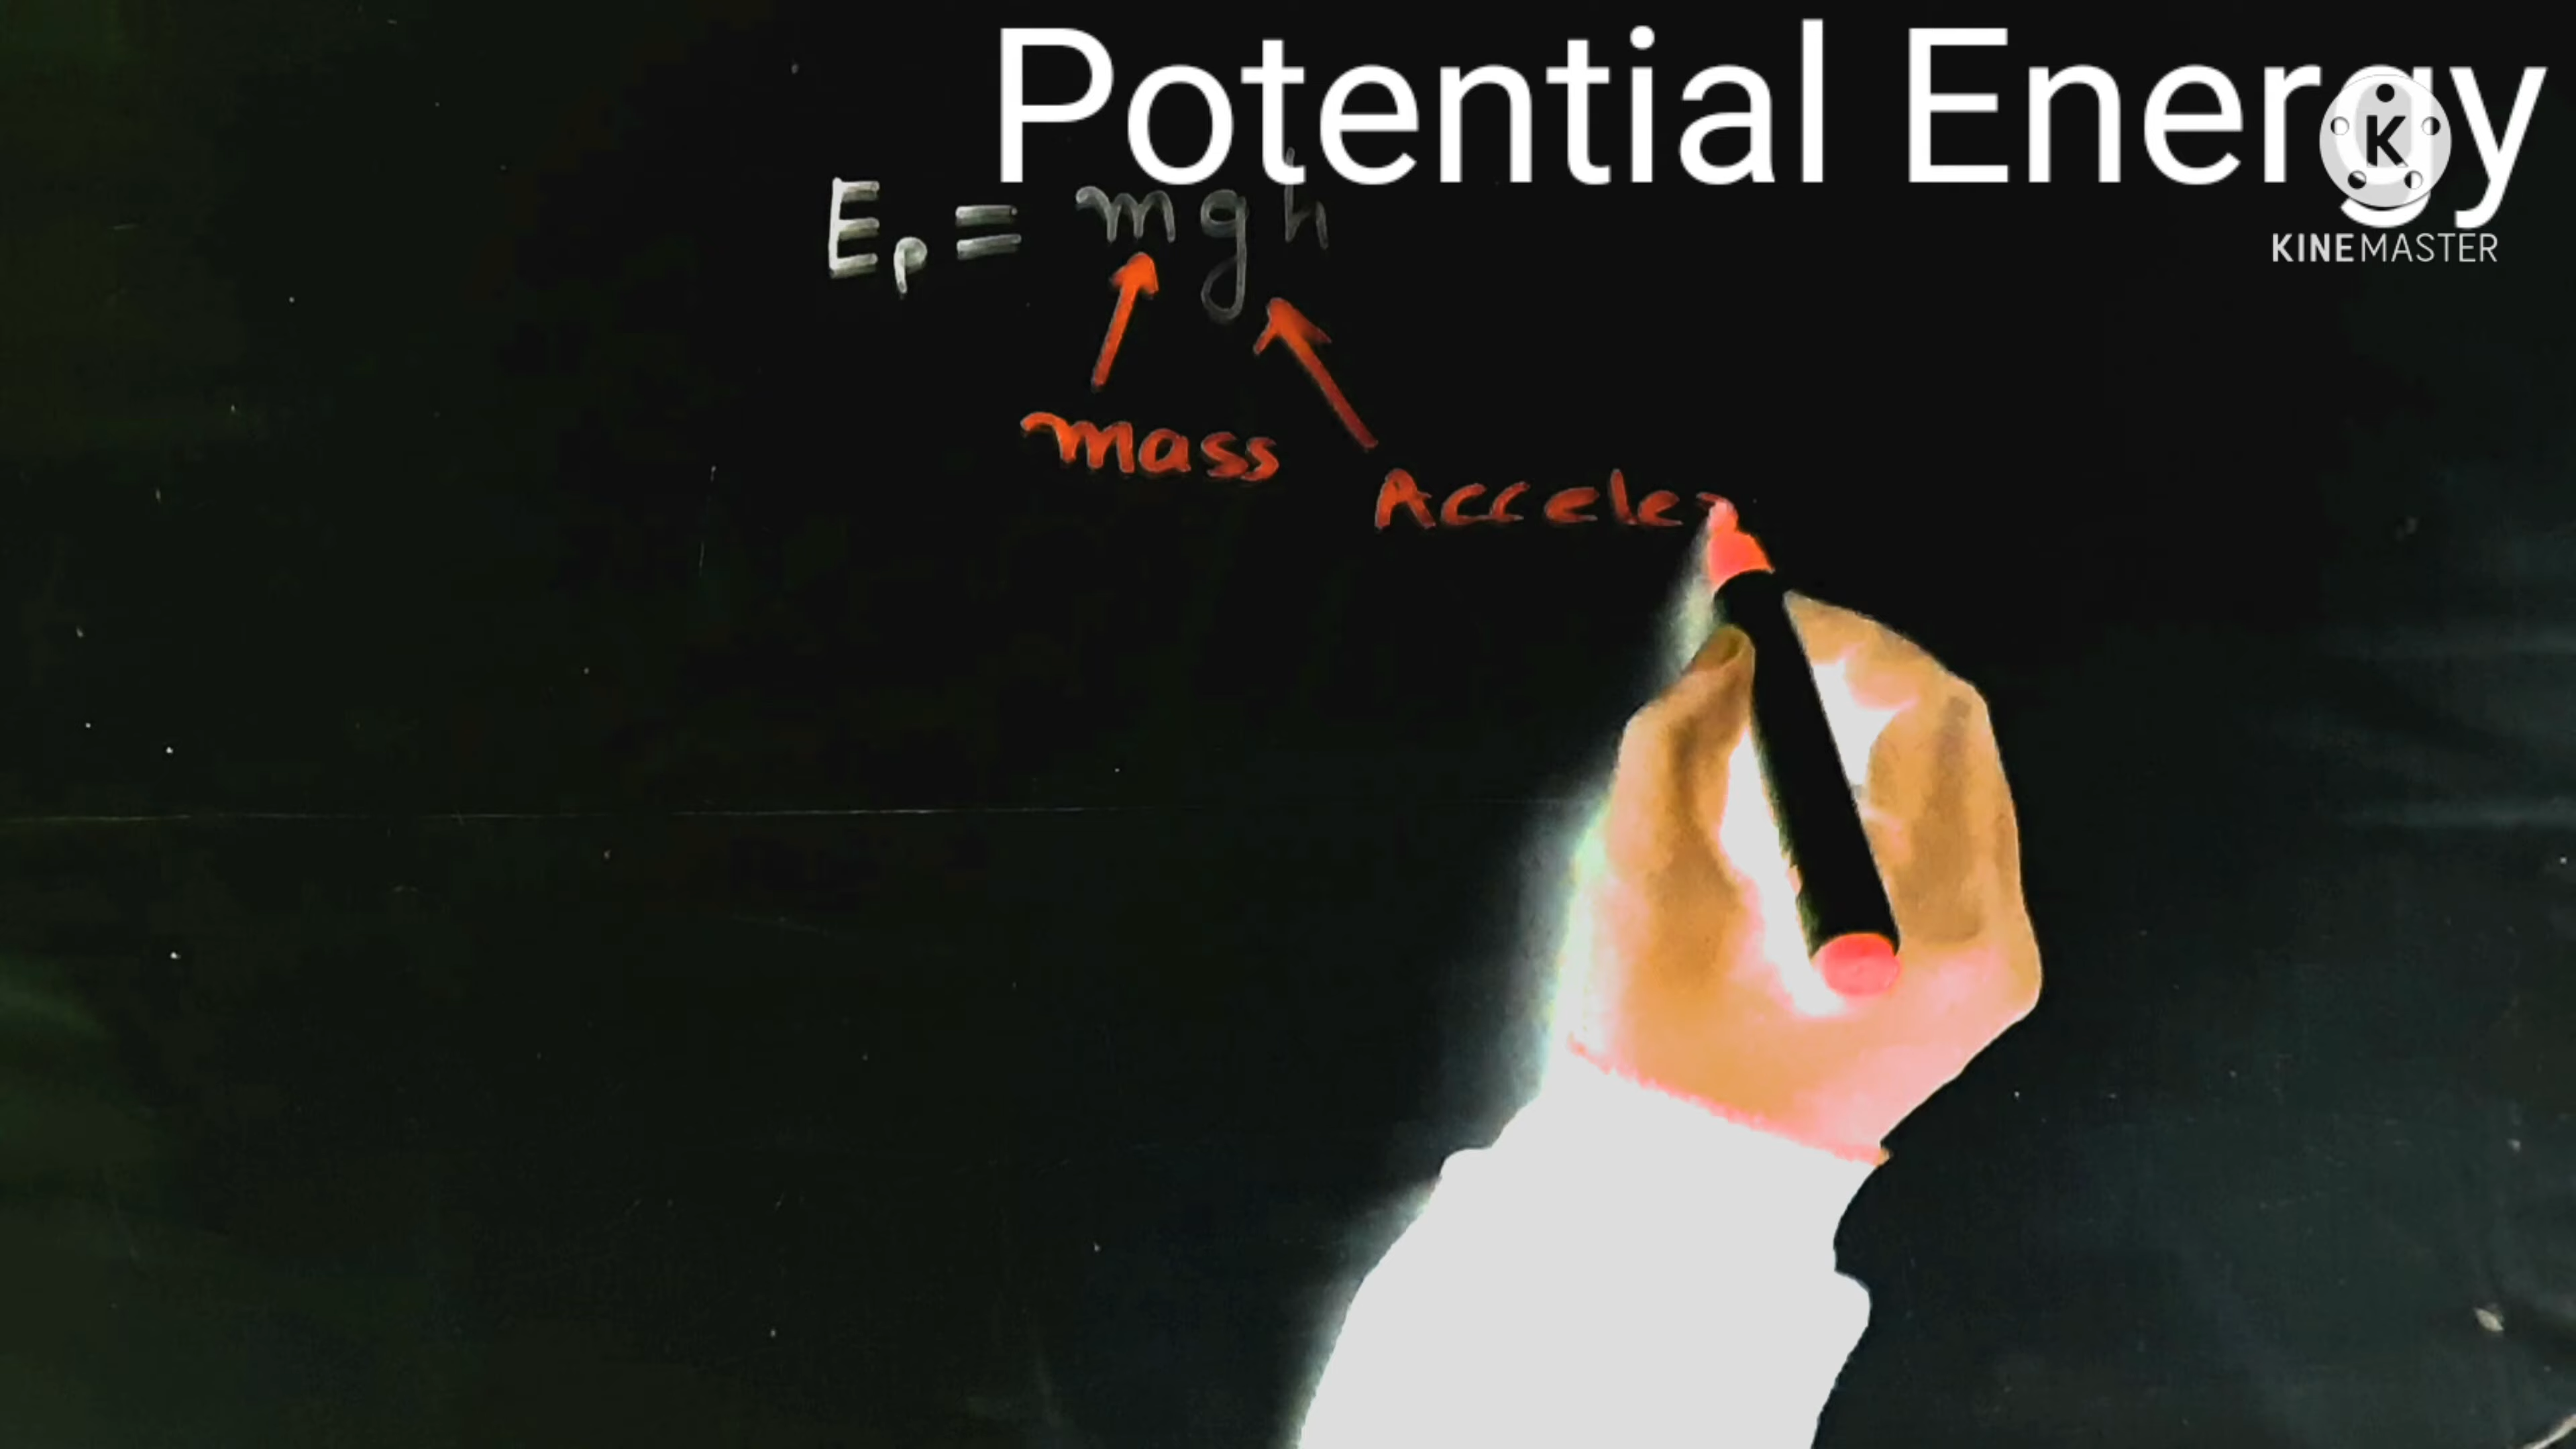 Potential Energy
KINEMASTER
Ep = mgh
mass
Acceler